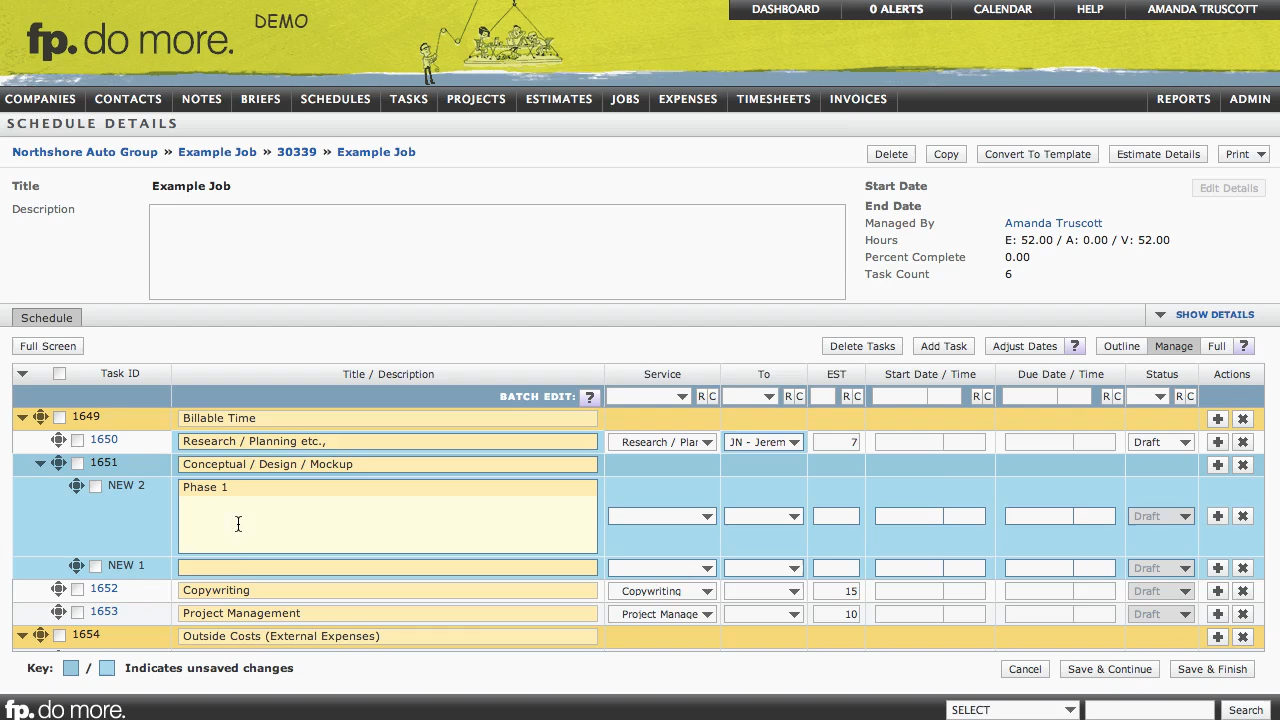 DASHBOARD 0 ALERTS CALENDAR HELP AMANDA TRUSCOTT
DEMO
fp. do more.
COMPANIES CONTACTS NOTES BRIEFS SCHEDULES TASKS PROJECTS ESTIMATES JOBS EXPENSES TIMESHEETS INVOICES REPORTS ADMIN
SCHEDULE DETAILS
Northshore Auto Group » Example Job » 30339 » Example Job Delete Copy Convert To Template Estimate Details Print
Title Example Job Start Date Edit Details
Description End Date
Managed By Amanda Truscott
Hours E: 52.00 / A: 0.00 / V: 52.00
Percent Complete 0.00
Task Count 6
Schedule SHOW DETAILS
Full Screen Delete Tasks Add Task Adjust Dates ? Outline Manage Full ?
Task ID Title / Description Service To EST Start Date / Time Due Date / Time Status Actions
BATCH EDIT: ? R C R C R C R C R C R C
1649 Billable Time
1650 Research / Planning etc., Research / Plar JN - Jerem 7 Draft
1651 Conceptual / Design / Mockup
NEW 2 Phase 1 Draft
NEW 1 Draft
1652 Copywriting Copywriting 15 Draft
1653 Project Management Project Manage 10 Draft
1654 Outside Costs (External Expenses)
Key: / Indicates unsaved changes Cancel Save & Continue Save & Finish
fp. do more. SELECT Search